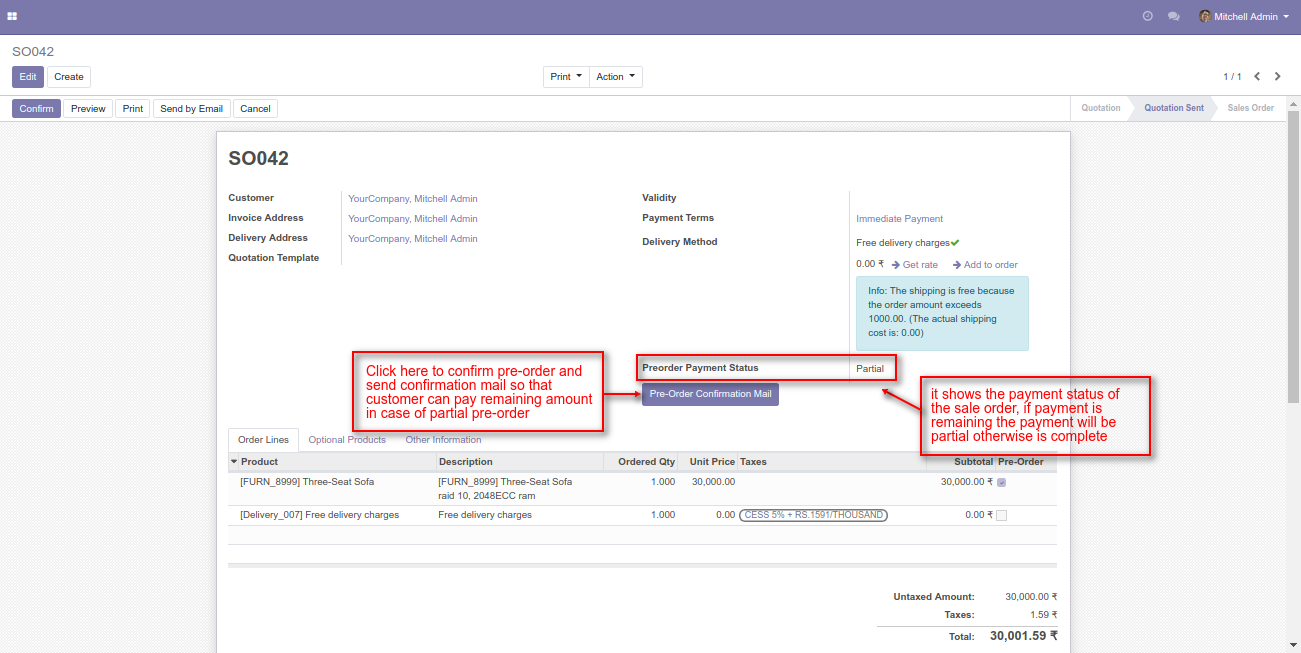 Mitchell Admin
SO042
Edit Create Print Action 1 / 1
Confirm Preview Print Send by Email Cancel Quotation Quotation Sent Sales Order
SO042
Customer YourCompany, Mitchell Admin
Invoice Address YourCompany, Mitchell Admin
Delivery Address YourCompany, Mitchell Admin
Quotation Template
Validity
Payment Terms Immediate Payment
Delivery Method Free delivery charges
0.00 ₹ Get rate Add to order
Info: The shipping is free because
the order amount exceeds
1000.00. (The actual shipping
cost is: 0.00)
Preorder Payment Status Partial
Click here to confirm pre-order and
send confirmation mail so that
customer can pay remaining amount
in case of partial pre-order
Pre-Order Confirmation Mail
it shows the payment status of
the sale order, if payment is
remaining the payment will be
partial otherwise is complete
Order Lines Optional Products Other Information
Product Description Ordered Qty Unit Price Taxes Subtotal Pre-Order
[FURN_8999] Three-Seat Sofa [FURN_8999] Three-Seat Sofa 1.000 30,000.00 30,000.00 ₹
raid 10, 2048ECC ram
[Delivery_007] Free delivery charges Free delivery charges 1.000 0.00 CESS 5% + RS.1591/THOUSAND 0.00 ₹
Untaxed Amount: 30,000.00 ₹
Taxes: 1.59 ₹
Total: 30,001.59 ₹